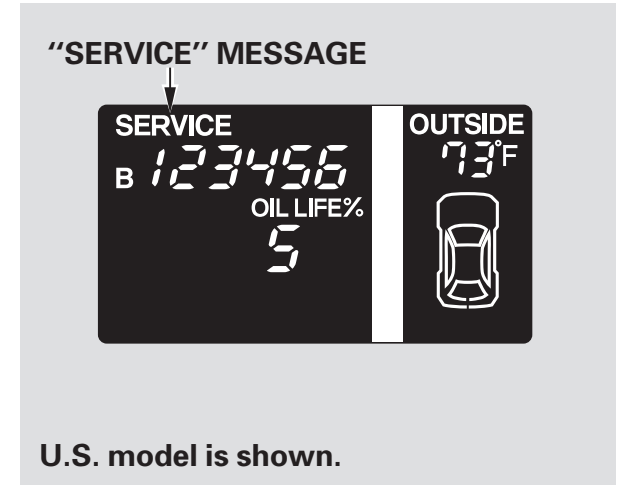 "SERVICE" MESSAGE
SERVICE
B 123456
OIL LIFE%
5
OUTSIDE
73°F
U.S. model is shown.